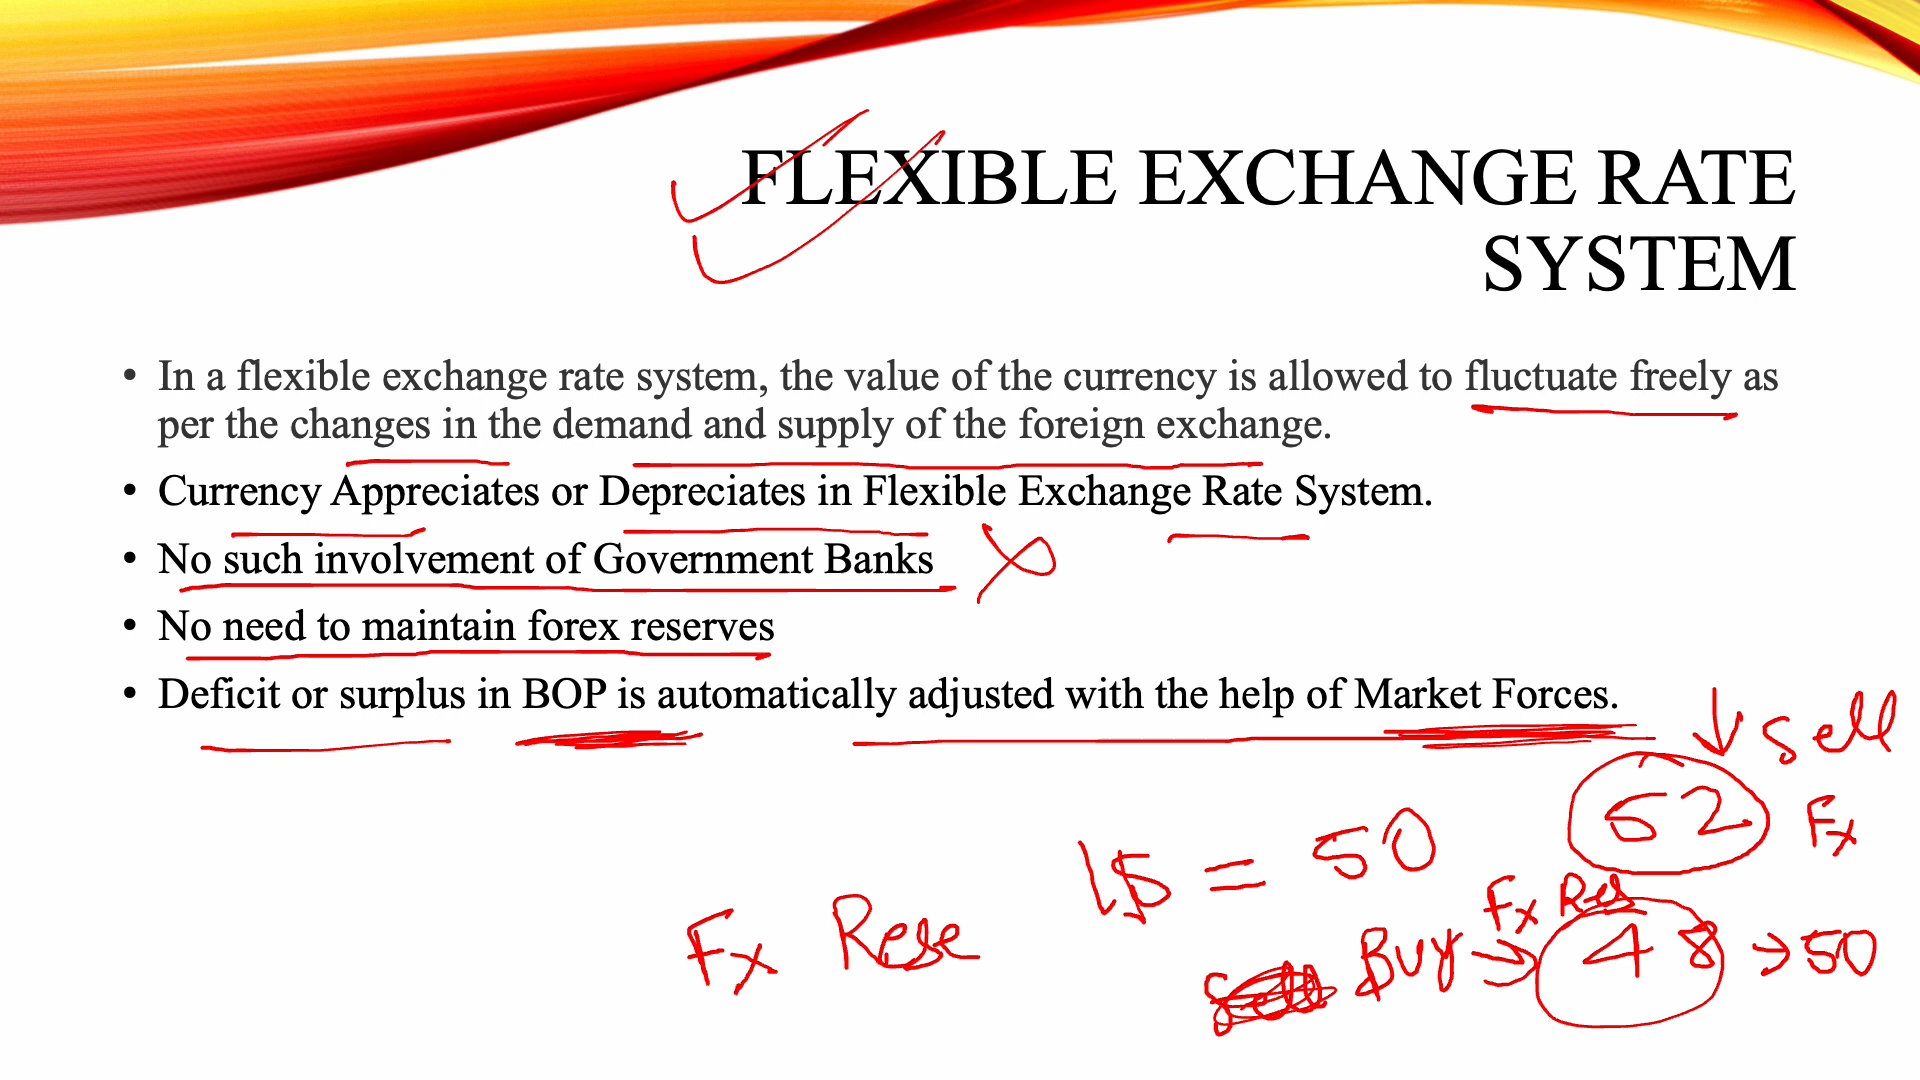 FLEXIBLE EXCHANGE RATE
SYSTEM
• In a flexible exchange rate system, the value of the currency is allowed to fluctuate freely as
per the changes in the demand and supply of the foreign exchange.
• Currency Appreciates or Depreciates in Flexible Exchange Rate System.
• No such involvement of Government Banks
• No need to maintain forex reserves
• Deficit or surplus in BOP is automatically adjusted with the help of Market Forces.
↓ Sell
52 Fx
1$ = 50
Fx Res
Fx Rese
Sell Buy → 48 → 50